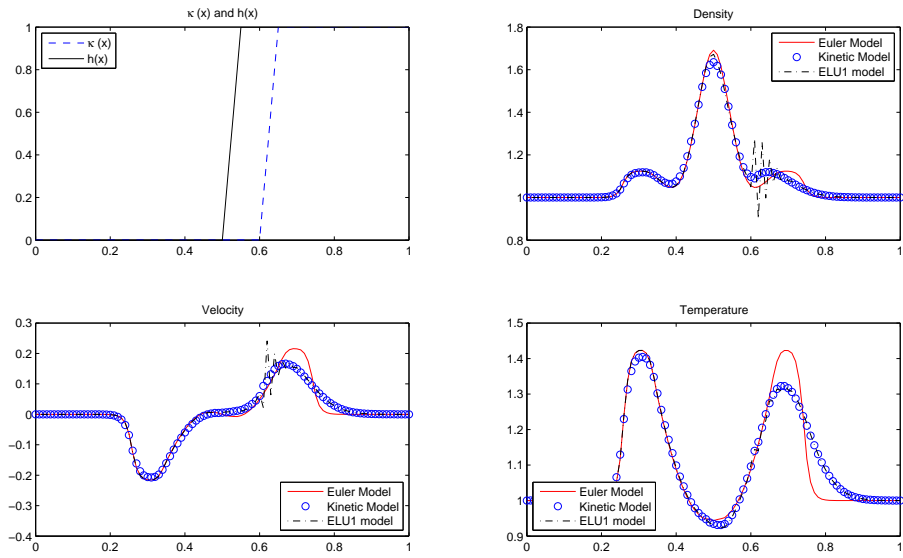 κ (x) and h(x)
1
0.8
0.6
0.4
0.2
0
0 0.2 0.4 0.6 0.8 1
κ (x)
h(x)
Density
1.8
1.6
1.4
1.2
1
0.8
0 0.2 0.4 0.6 0.8 1
Euler Model
Kinetic Model
ELU1 model
Velocity
0.3
0.2
0.1
0
−0.1
−0.2
−0.3
−0.4
0 0.2 0.4 0.6 0.8 1
Euler Model
Kinetic Model
ELU1 model
Temperature
1.5
1.4
1.3
1.2
1.1
1
0.9
0 0.2 0.4 0.6 0.8 1
Euler Model
Kinetic Model
ELU1 model